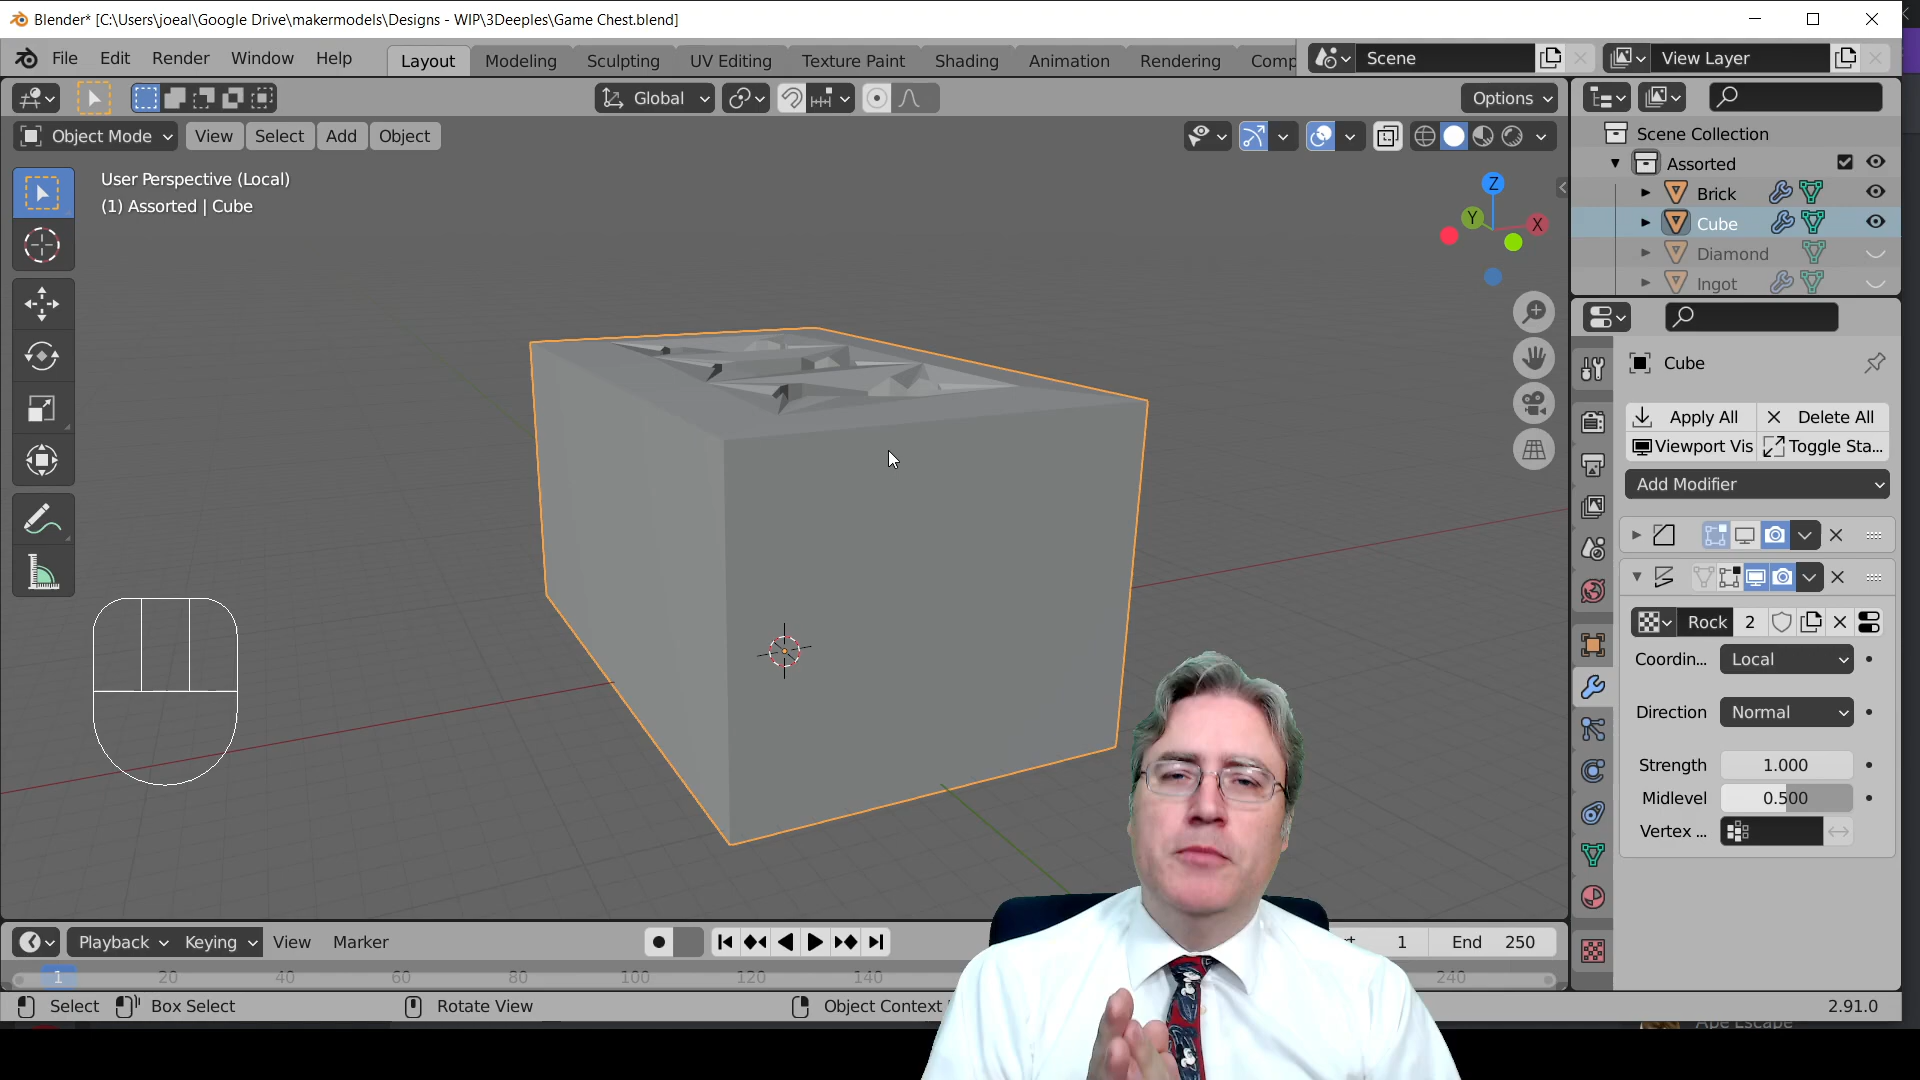 Blender* [C:\Users\joeal\Google Drive\makermodels\Designs - WIP\3Deeples\Game Chest.blend]
File Edit Render Window Help Layout Modeling Sculpting UV Editing Texture Paint Shading Animation Rendering Comp Scene View Layer
Global Options
Object Mode View Select Add Object
User Perspective (Local)
(1) Assorted | Cube
Z
Y
X
Scene Collection
Assorted
Brick
Cube
Diamond
Ingot
Cube
Apply All Delete All
Viewport Vis Toggle Sta...
Add Modifier
Rock 2
Coordin... Local
Direction Normal
Strength 1.000
Midlevel 0.500
Vertex ...
Playback Keying View Marker 1 End 250
1 20 40 60 80 100 120 140 240
Select Box Select Rotate View Object Context 2.91.0
Ape Escape